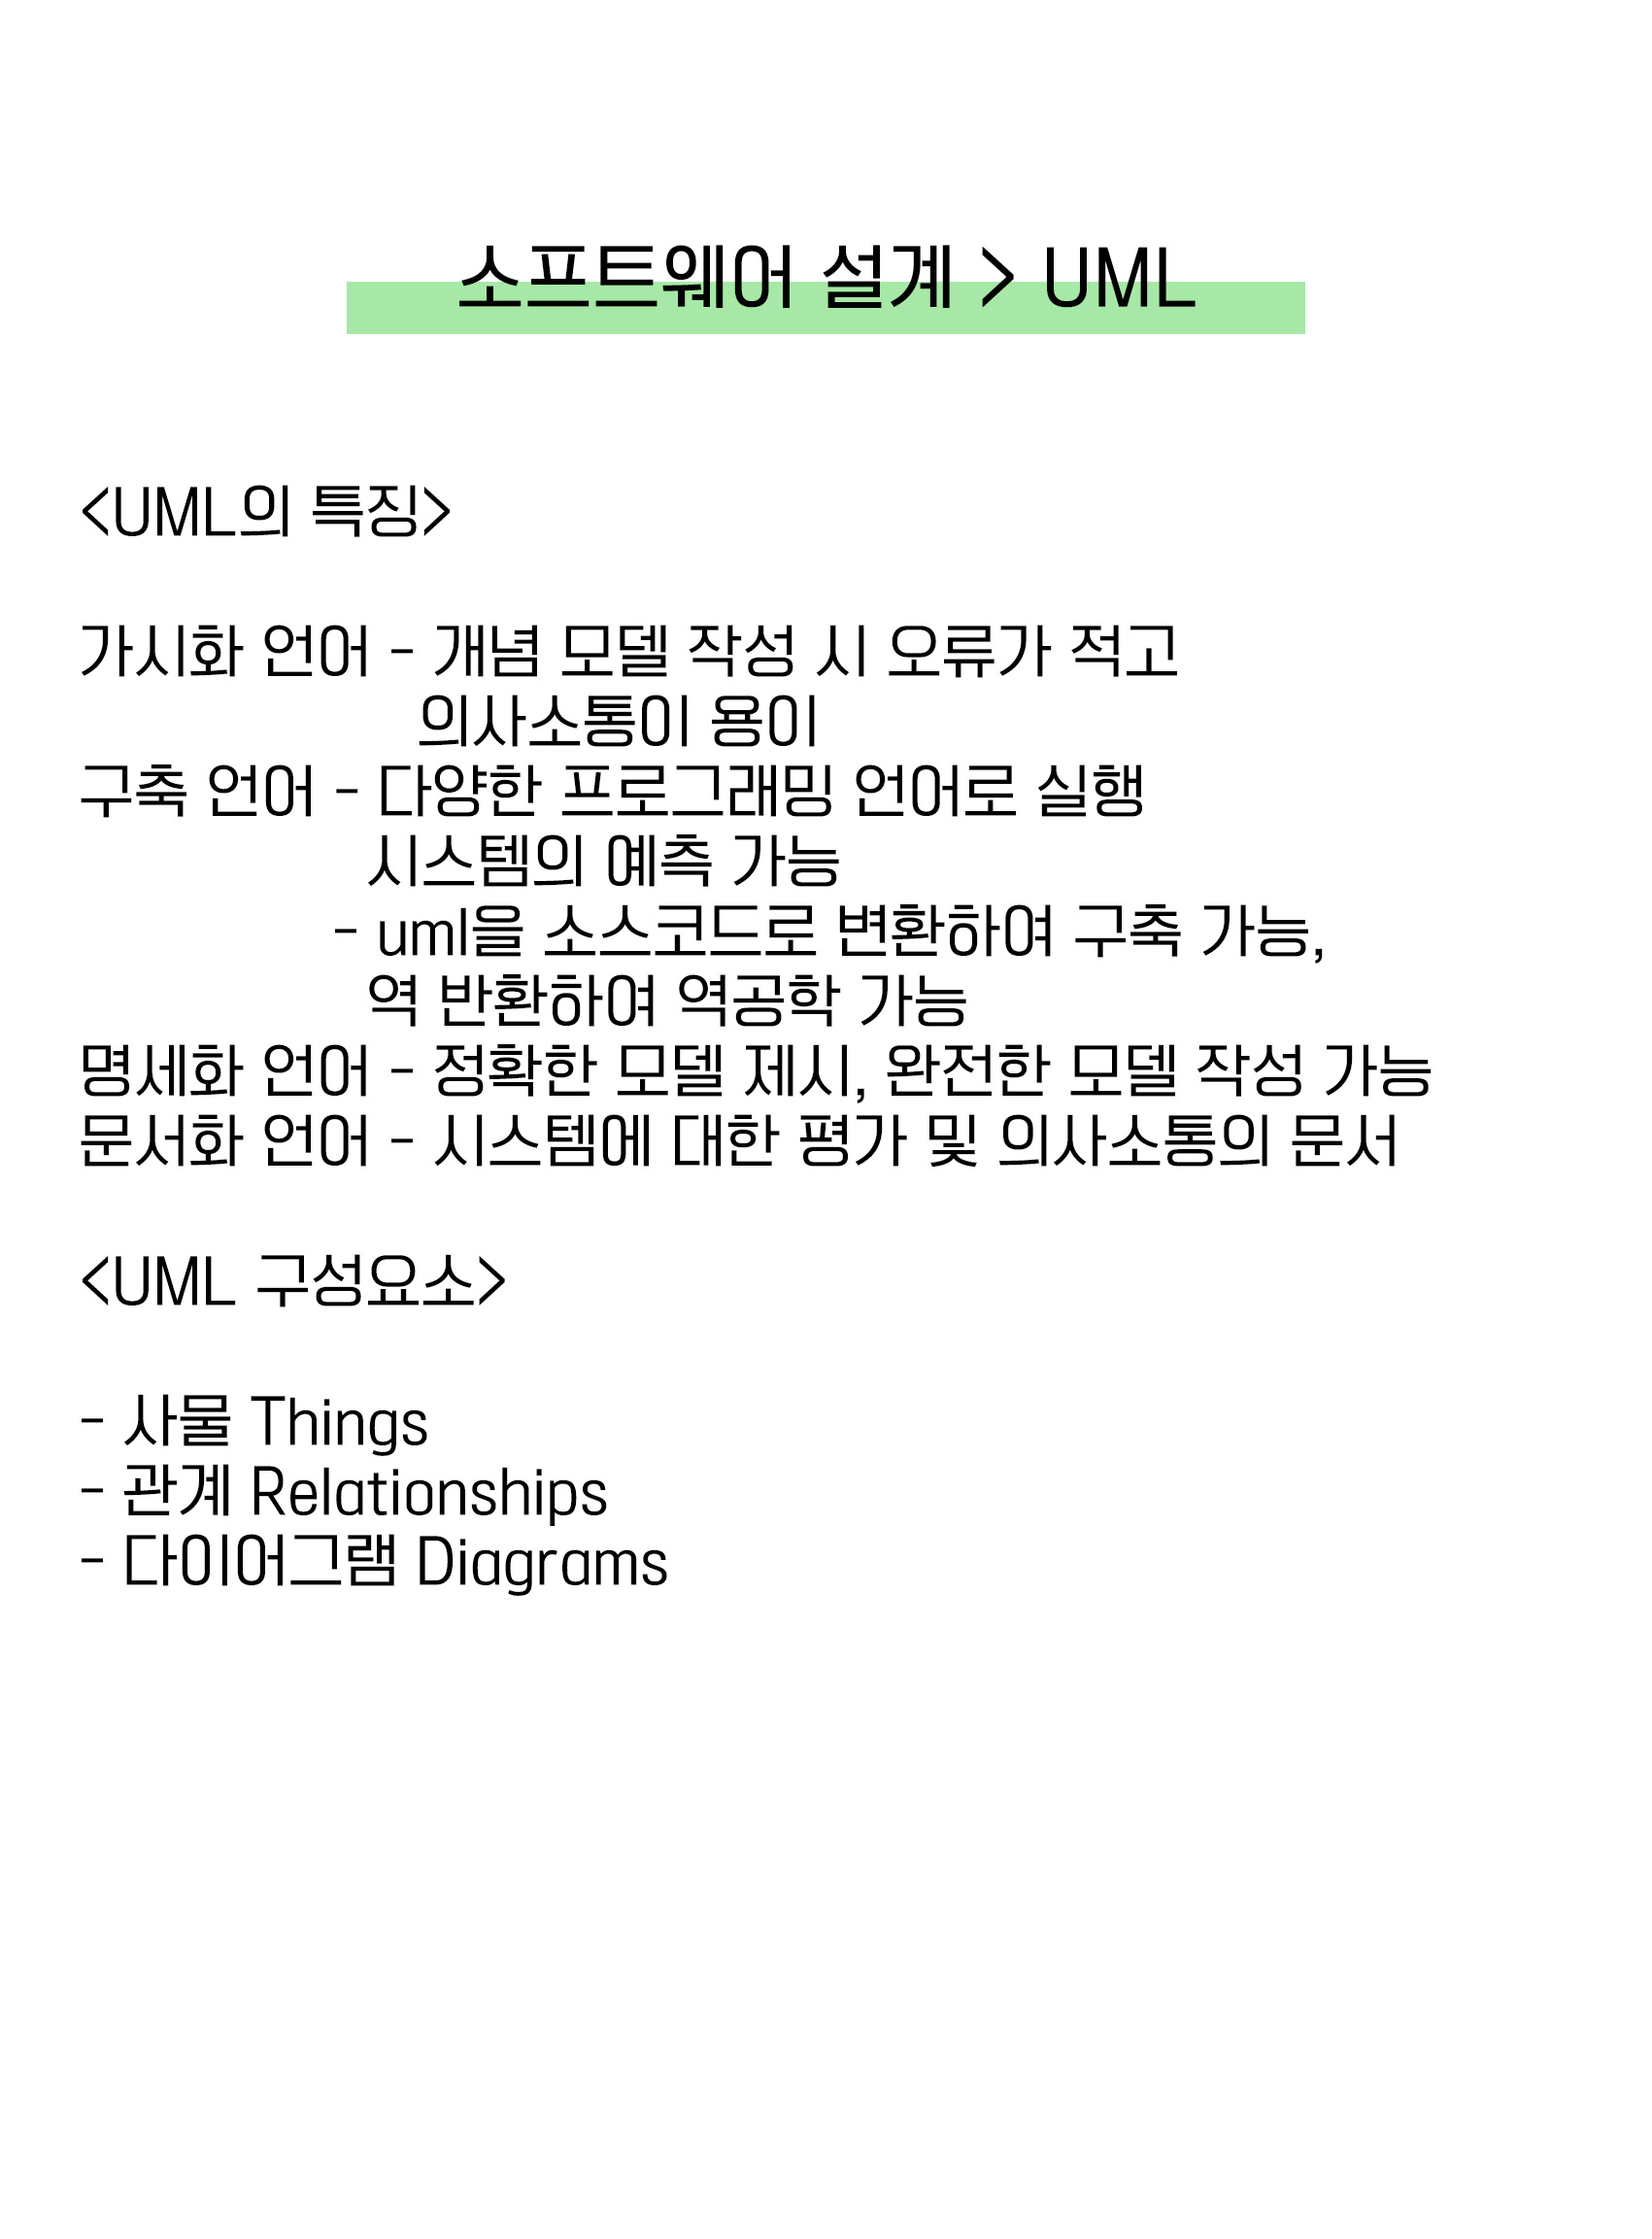 소프트웨어 설계 > UML
<UML의 특징>
가시화 언어 - 개념 모델 작성 시 오류가 적고
의사소통이 용이
구축 언어 - 다양한 프로그래밍 언어로 실행
시스템의 예측 가능
- uml을 소스코드로 변환하여 구축 가능,
역 반환하여 역공학 가능
명세화 언어 - 정확한 모델 제시, 완전한 모델 작성 가능
문서화 언어 - 시스템에 대한 평가 및 의사소통의 문서
<UML 구성요소>
- 사물 Things
- 관계 Relationships
- 다이어그램 Diagrams